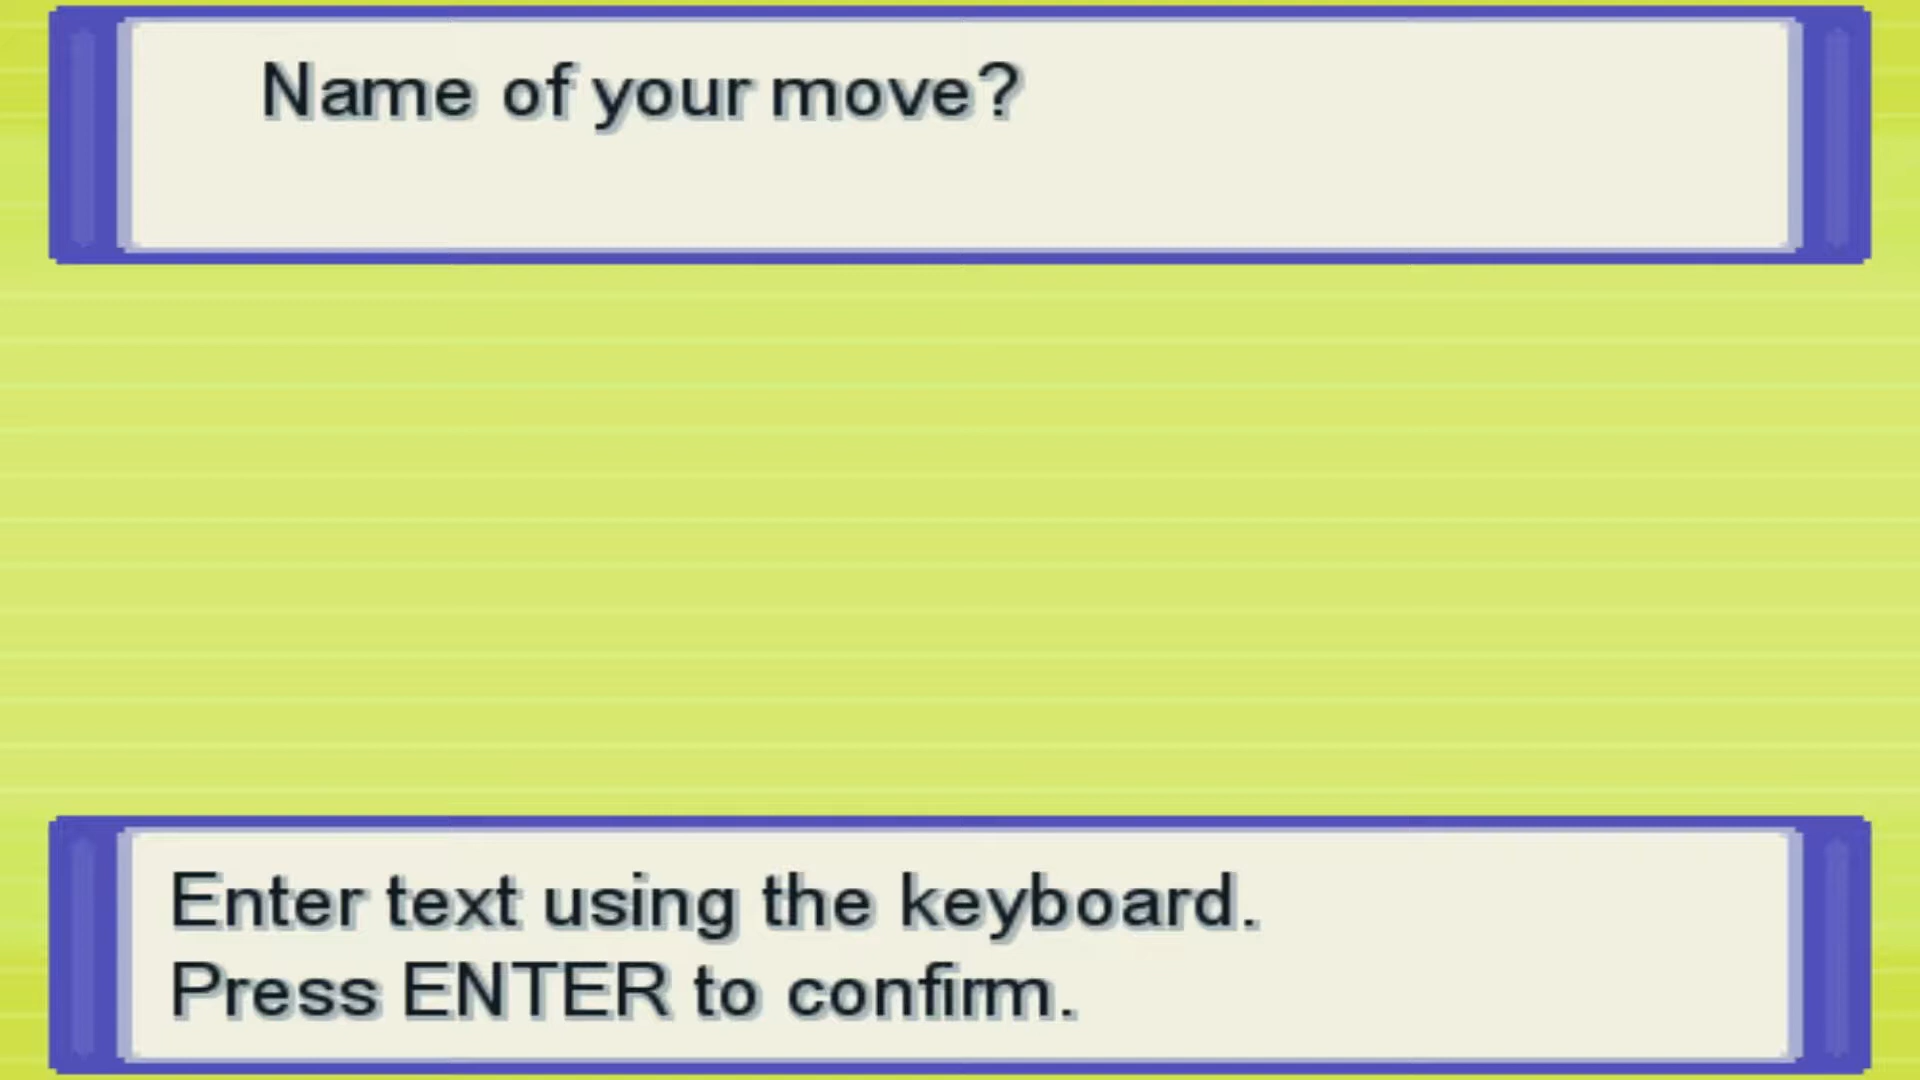 Name of your move?
Enter text using the keyboard.
Press ENTER to confirm.